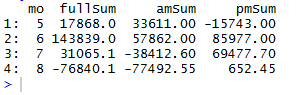 mo fullSum amSum pmSum
1: 5 17868.0 33611.00 -15743.00
2: 6 143839.0 57862.00 85977.00
3: 7 31065.1 -38412.60 69477.70
4: 8 -76840.1 -77492.55 652.45
>